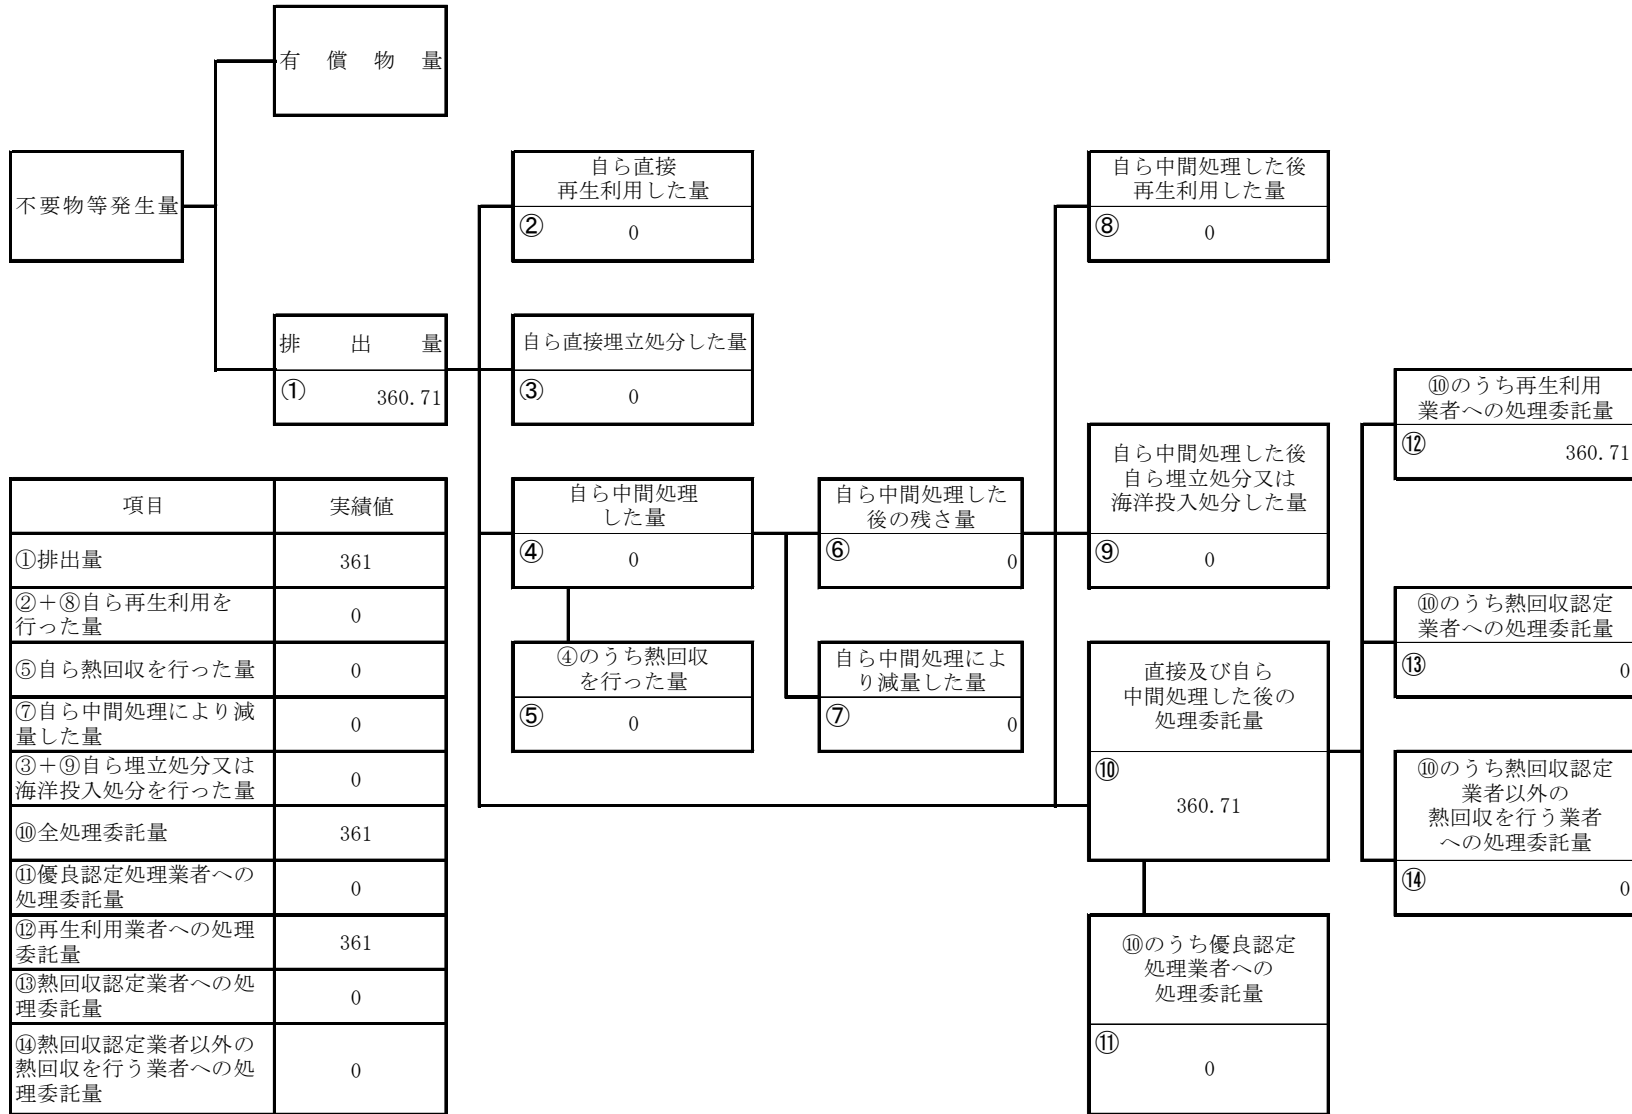 有償物量
不要物等発生量
排出量
①
360.71
自ら直接
再生利用した量
②
0
自ら直接埋立処分した量
③
0
自ら中間処理
した量
④
0
④のうち熱回収
を行った量
⑤
0
自ら中間処理した
後の残さ量
⑥
0
自ら中間処理によ
り減量した量
⑦
0
自ら中間処理した後
再生利用した量
⑧
0
自ら中間処理した後
自ら埋立処分又は
海洋投入処分した量
⑨
0
直接及び自ら
中間処理した後の
処理委託量
⑩
360.71
⑩のうち優良認定
処理業者への
処理委託量
⑪
0
⑩のうち再生利用
業者への処理委託量
⑫
360.71
⑩のうち熱回収認定
業者への処理委託量
⑬
0
⑩のうち熱回収認定
業者以外の
熱回収を行う業者
への処理委託量
⑭
0
項目 実績値
①排出量 361
②＋⑧自ら再生利用を
行った量 0
⑤自ら熱回収を行った量 0
⑦自ら中間処理により減
量した量 0
③＋⑨自ら埋立処分又は
海洋投入処分を行った量 0
⑩全処理委託量 361
⑪優良認定処理業者への
処理委託量 0
⑫再生利用業者への処理
委託量 361
⑬熱回収認定業者への処
理委託量 0
⑭熱回収認定業者以外の
熱回収を行う業者への処
理委託量 0